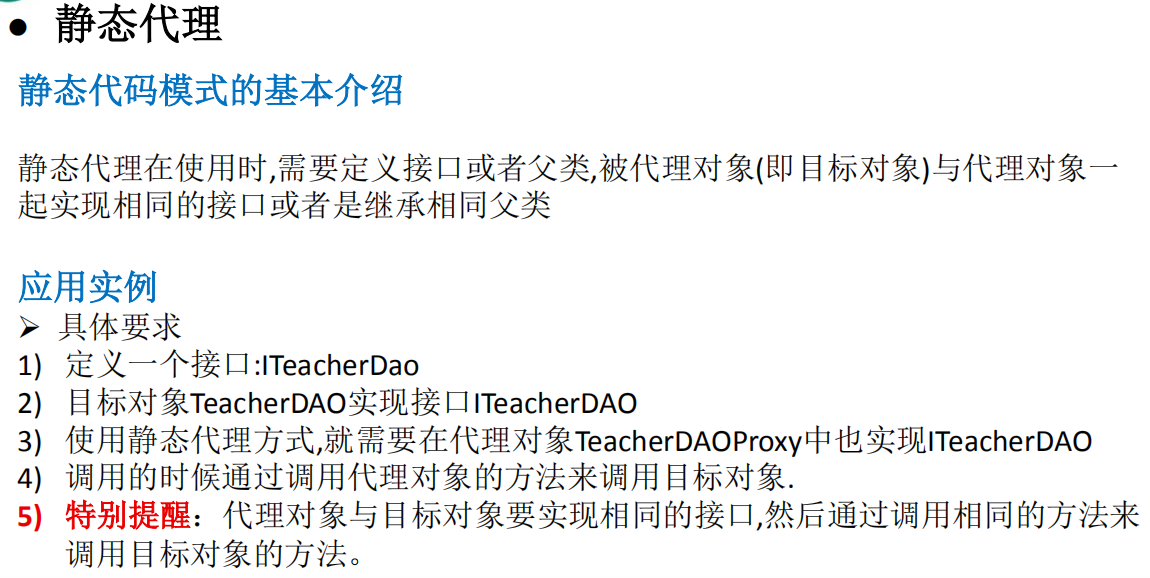 ● 静态代理
静态代码模式的基本介绍
静态代理在使用时,需要定义接口或者父类,被代理对象(即目标对象)与代理对象一
起实现相同的接口或者是继承相同父类
应用实例
➢ 具体要求
1) 定义一个接口:ITeacherDao
2) 目标对象TeacherDAO实现接口ITeacherDAO
3) 使用静态代理方式,就需要在代理对象TeacherDAOProxy中也实现ITeacherDAO
4) 调用的时候通过调用代理对象的方法来调用目标对象.
5) 特别提醒：代理对象与目标对象要实现相同的接口,然后通过调用相同的方法来
调用目标对象的方法。